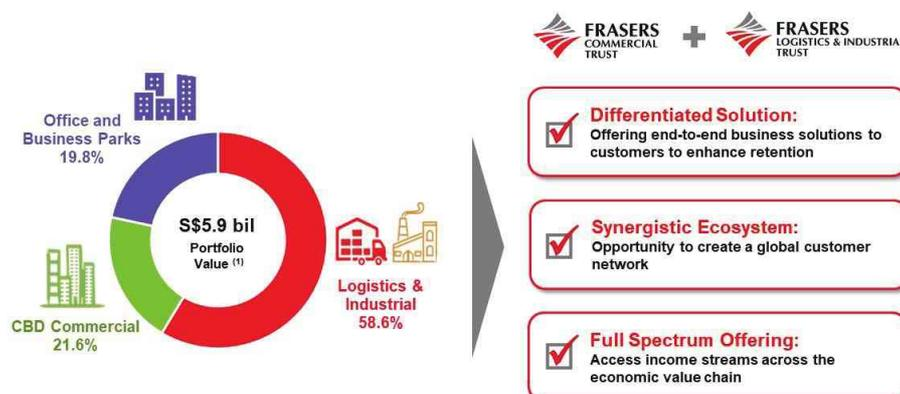 FRASERS
COMMERCIAL
TRUST
+
FRASERS
LOGISTICS & INDUSTRIA
TRUST
Office and
Business Parks
19.8%
S$5.9 bil
Portfolio
Value (1)
Logistics &
Industrial
58.6%
CBD Commercial
21.6%
Differentiated Solution:
Offering end-to-end business solutions to
customers to enhance retention
Synergistic Ecosystem:
Opportunity to create a global customer
network
Full Spectrum Offering:
Access income streams across the
economic value chain